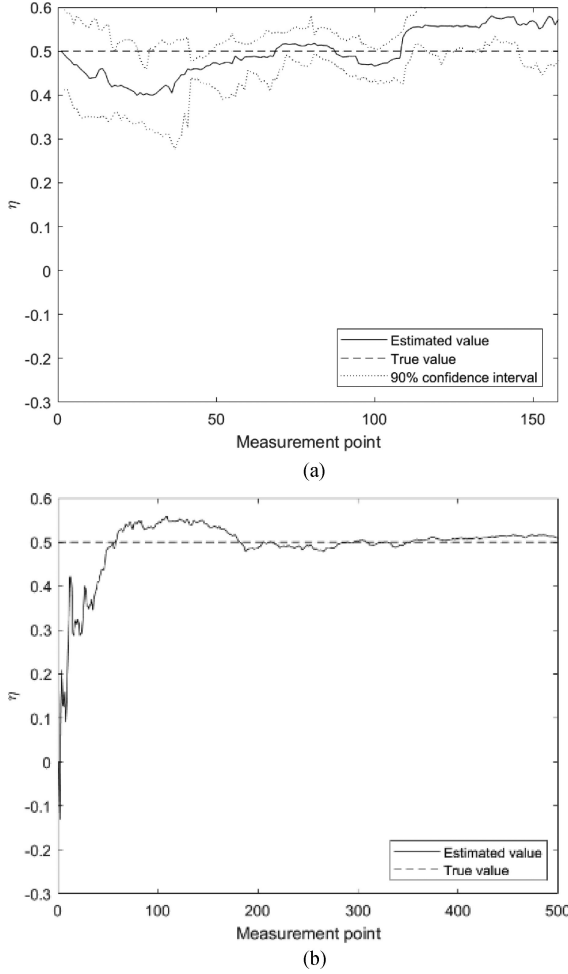 0.6
0.5
0.4
0.3
0.2
0.1
0
-0.1
-0.2
-0.3
η
0
50
100
150
Measurement point
Estimated value
True value
90% confidence interval
(a)
0.6
0.5
0.4
0.3
0.2
0.1
0
-0.1
-0.2
-0.3
η
0
100
200
300
400
500
Measurement point
Estimated value
True value
(b)